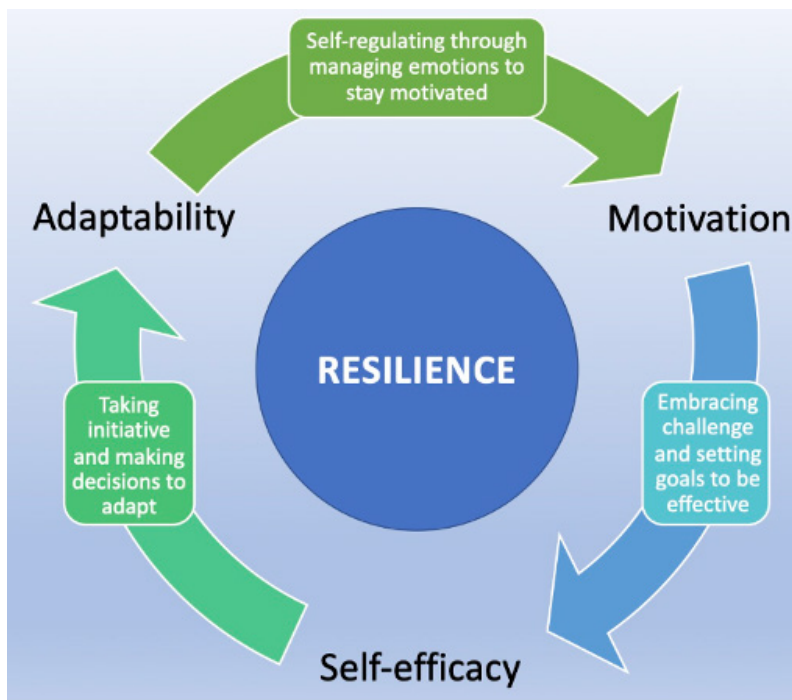 Self-regulating through
managing emotions to
stay motivated
Adaptability
Motivation
RESILIENCE
Taking
initiative
and making
decisions to
adapt
Embracing
challenge
and setting
goals to be
effective
Self-efficacy